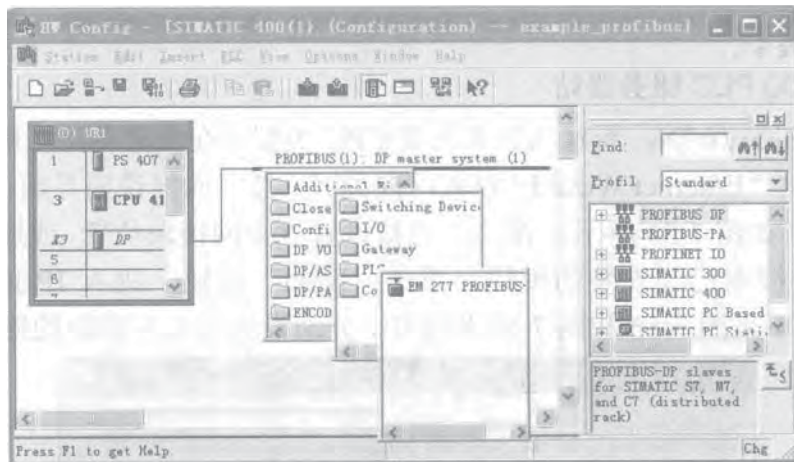 HW Config - [SIMATIC 400(1) (Configuration) -- example_profibus]
Station Edit Insert PLC View Options Window Help
(0) UR1
1 PS 407
3 CPU 41
X3 DP
5
6
7
PROFIBUS(1): DP master system (1)
Additional Fi
Close
Confi
DP VO
DP/AS
DP/PA
ENCOD
Switching Device
I/O
Gateway
PLC
Co
EM 277 PROFIBUS-
Find:
Profil Standard
PROFIBUS DP
PROFIBUS-PA
PROFINET IO
SIMATIC 300
SIMATIC 400
SIMATIC PC Based
SIMATIC PC Stati
PROFIBUS-DP slaves
for SIMATIC S7, M7,
and C7 (distributed
rack)
Press F1 to get Help
Chg